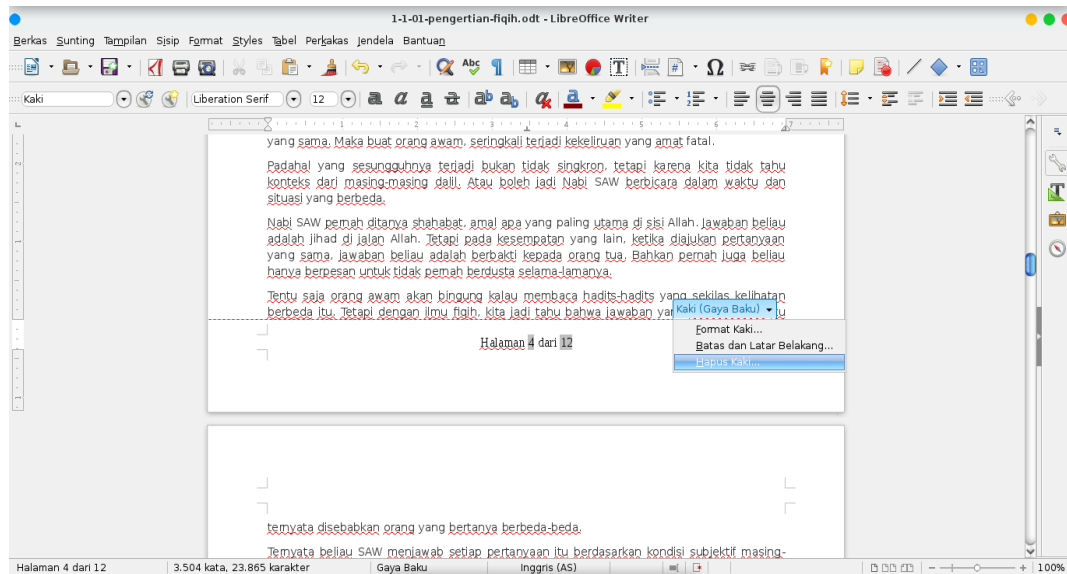 1-1-01-pengertian-fiqih.odt - LibreOffice Writer
Berkas Sunting Tampilan Sisip Format Styles Tabel Perkakas Jendela Bantuan
Kaki Liberation Serif 12
yang sama. Maka buat orang awam, seringkali terjadi kekeliruan yang amat fatal.
Padahal yang sesungguhnya terjadi bukan tidak singkron, tetapi karena kita tidak tahu
konteks dari masing-masing dalil. Atau boleh jadi Nabi SAW berbicara dalam waktu dan
situasi yang berbeda.
Nabi SAW pernah ditanya shahabat, amal apa yang paling utama di sisi Allah. Jawaban beliau
adalah jihad di jalan Allah. Tetapi pada kesempatan yang lain, ketika diajukan pertanyaan
yang sama, jawaban beliau adalah berbakti kepada orang tua. Bahkan pernah juga beliau
hanya berpesan untuk tidak pernah berdusta selama-lamanya.
Tentu saja orang awam akan bingung kalau membaca hadits-hadits yang sekilas kelihatan
berbeda itu. Tetapi dengan ilmu fiqih, kita jadi tahu bahwa jawaban
Kaki (Gaya Baku)
Format Kaki...
Batas dan Latar Belakang...
Hapus Kaki...
Halaman 4 dari 12
ternyata disebabkan orang yang bertanya berbeda-beda.
Ternyata beliau SAW menjawab setiap pertanyaan itu berdasarkan kondisi subjektif masing-
Halaman 4 dari 12 3.504 kata, 23.865 karakter Gaya Baku Inggris (AS) 100%